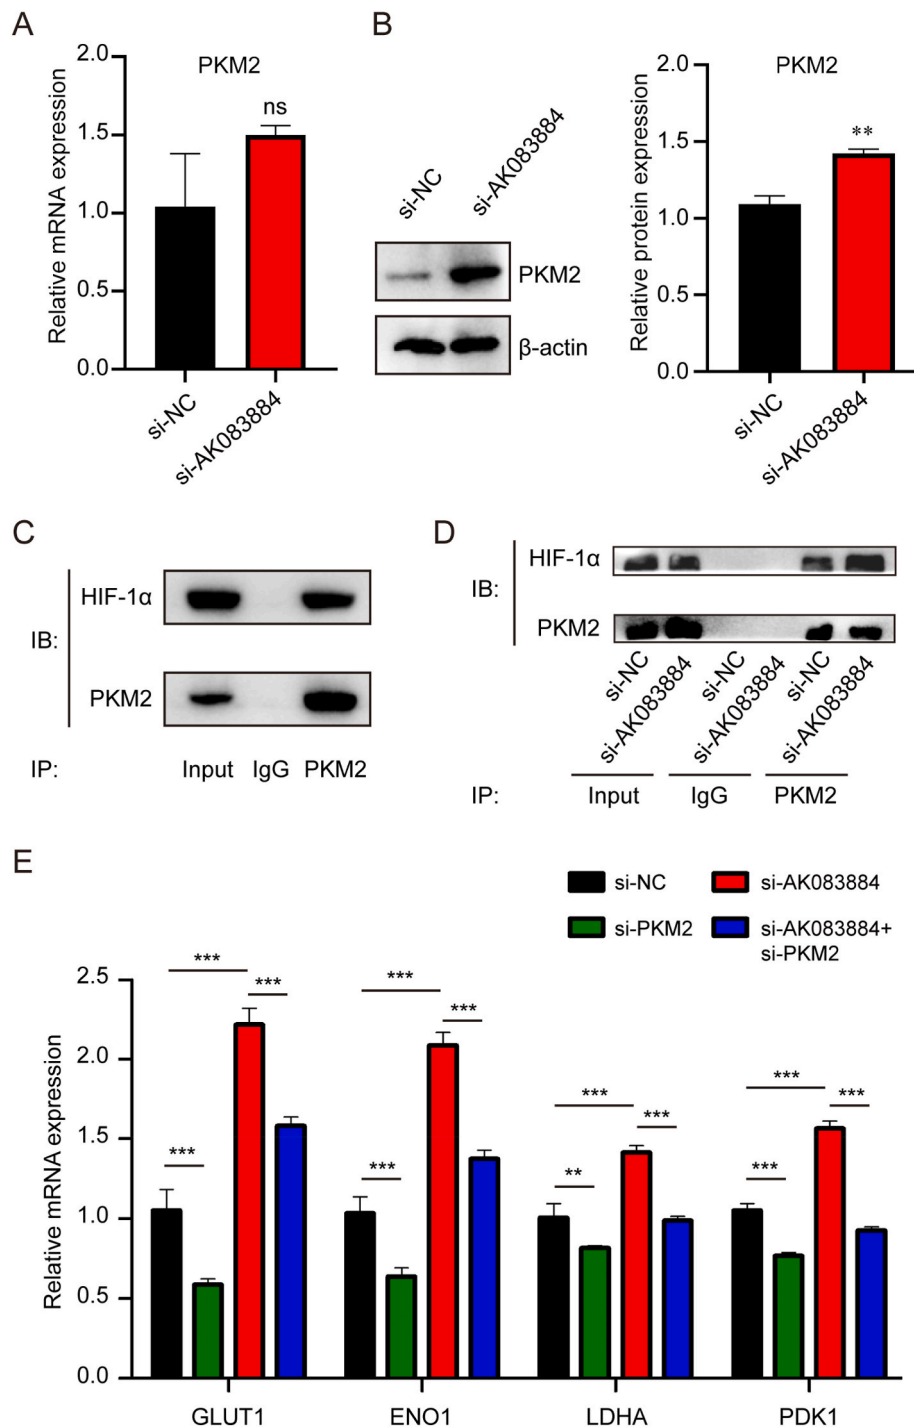 A
PKM2
ns
Relative mRNA expression
2.0
1.5
1.0
0.5
0.0
si-NC
si-AK083884
B
si-NC
si-AK083884
PKM2
β-actin
PKM2
**
Relative protein expression
2.0
1.5
1.0
0.5
0.0
si-NC
si-AK083884
C
IB:
HIF-1α
PKM2
IP:
Input
IgG
PKM2
D
IB:
HIF-1α
PKM2
si-NC
si-AK083884
si-NC
si-AK083884
si-NC
si-AK083884
IP:
Input
IgG
PKM2
E
si-NC
si-AK083884
si-PKM2
si-AK083884+
si-PKM2
Relative mRNA expression
2.5
2.0
1.5
1.0
0.5
0.0
***
***
***
***
***
***
***
***
**
***
***
***
GLUT1
ENO1
LDHA
PDK1